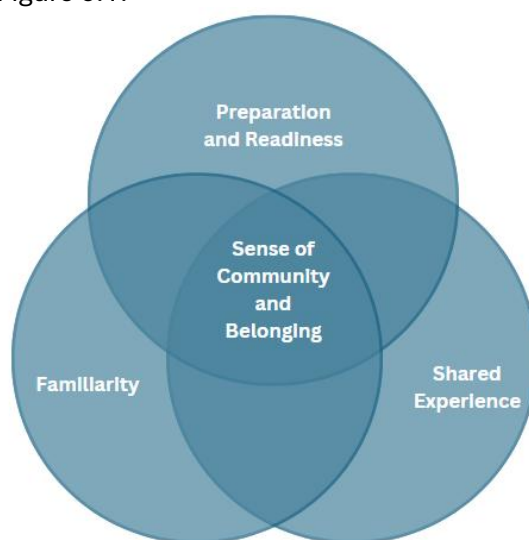 Preparation
and Readiness
Sense of
Community
and
Belonging
Familiarity
Shared
Experience